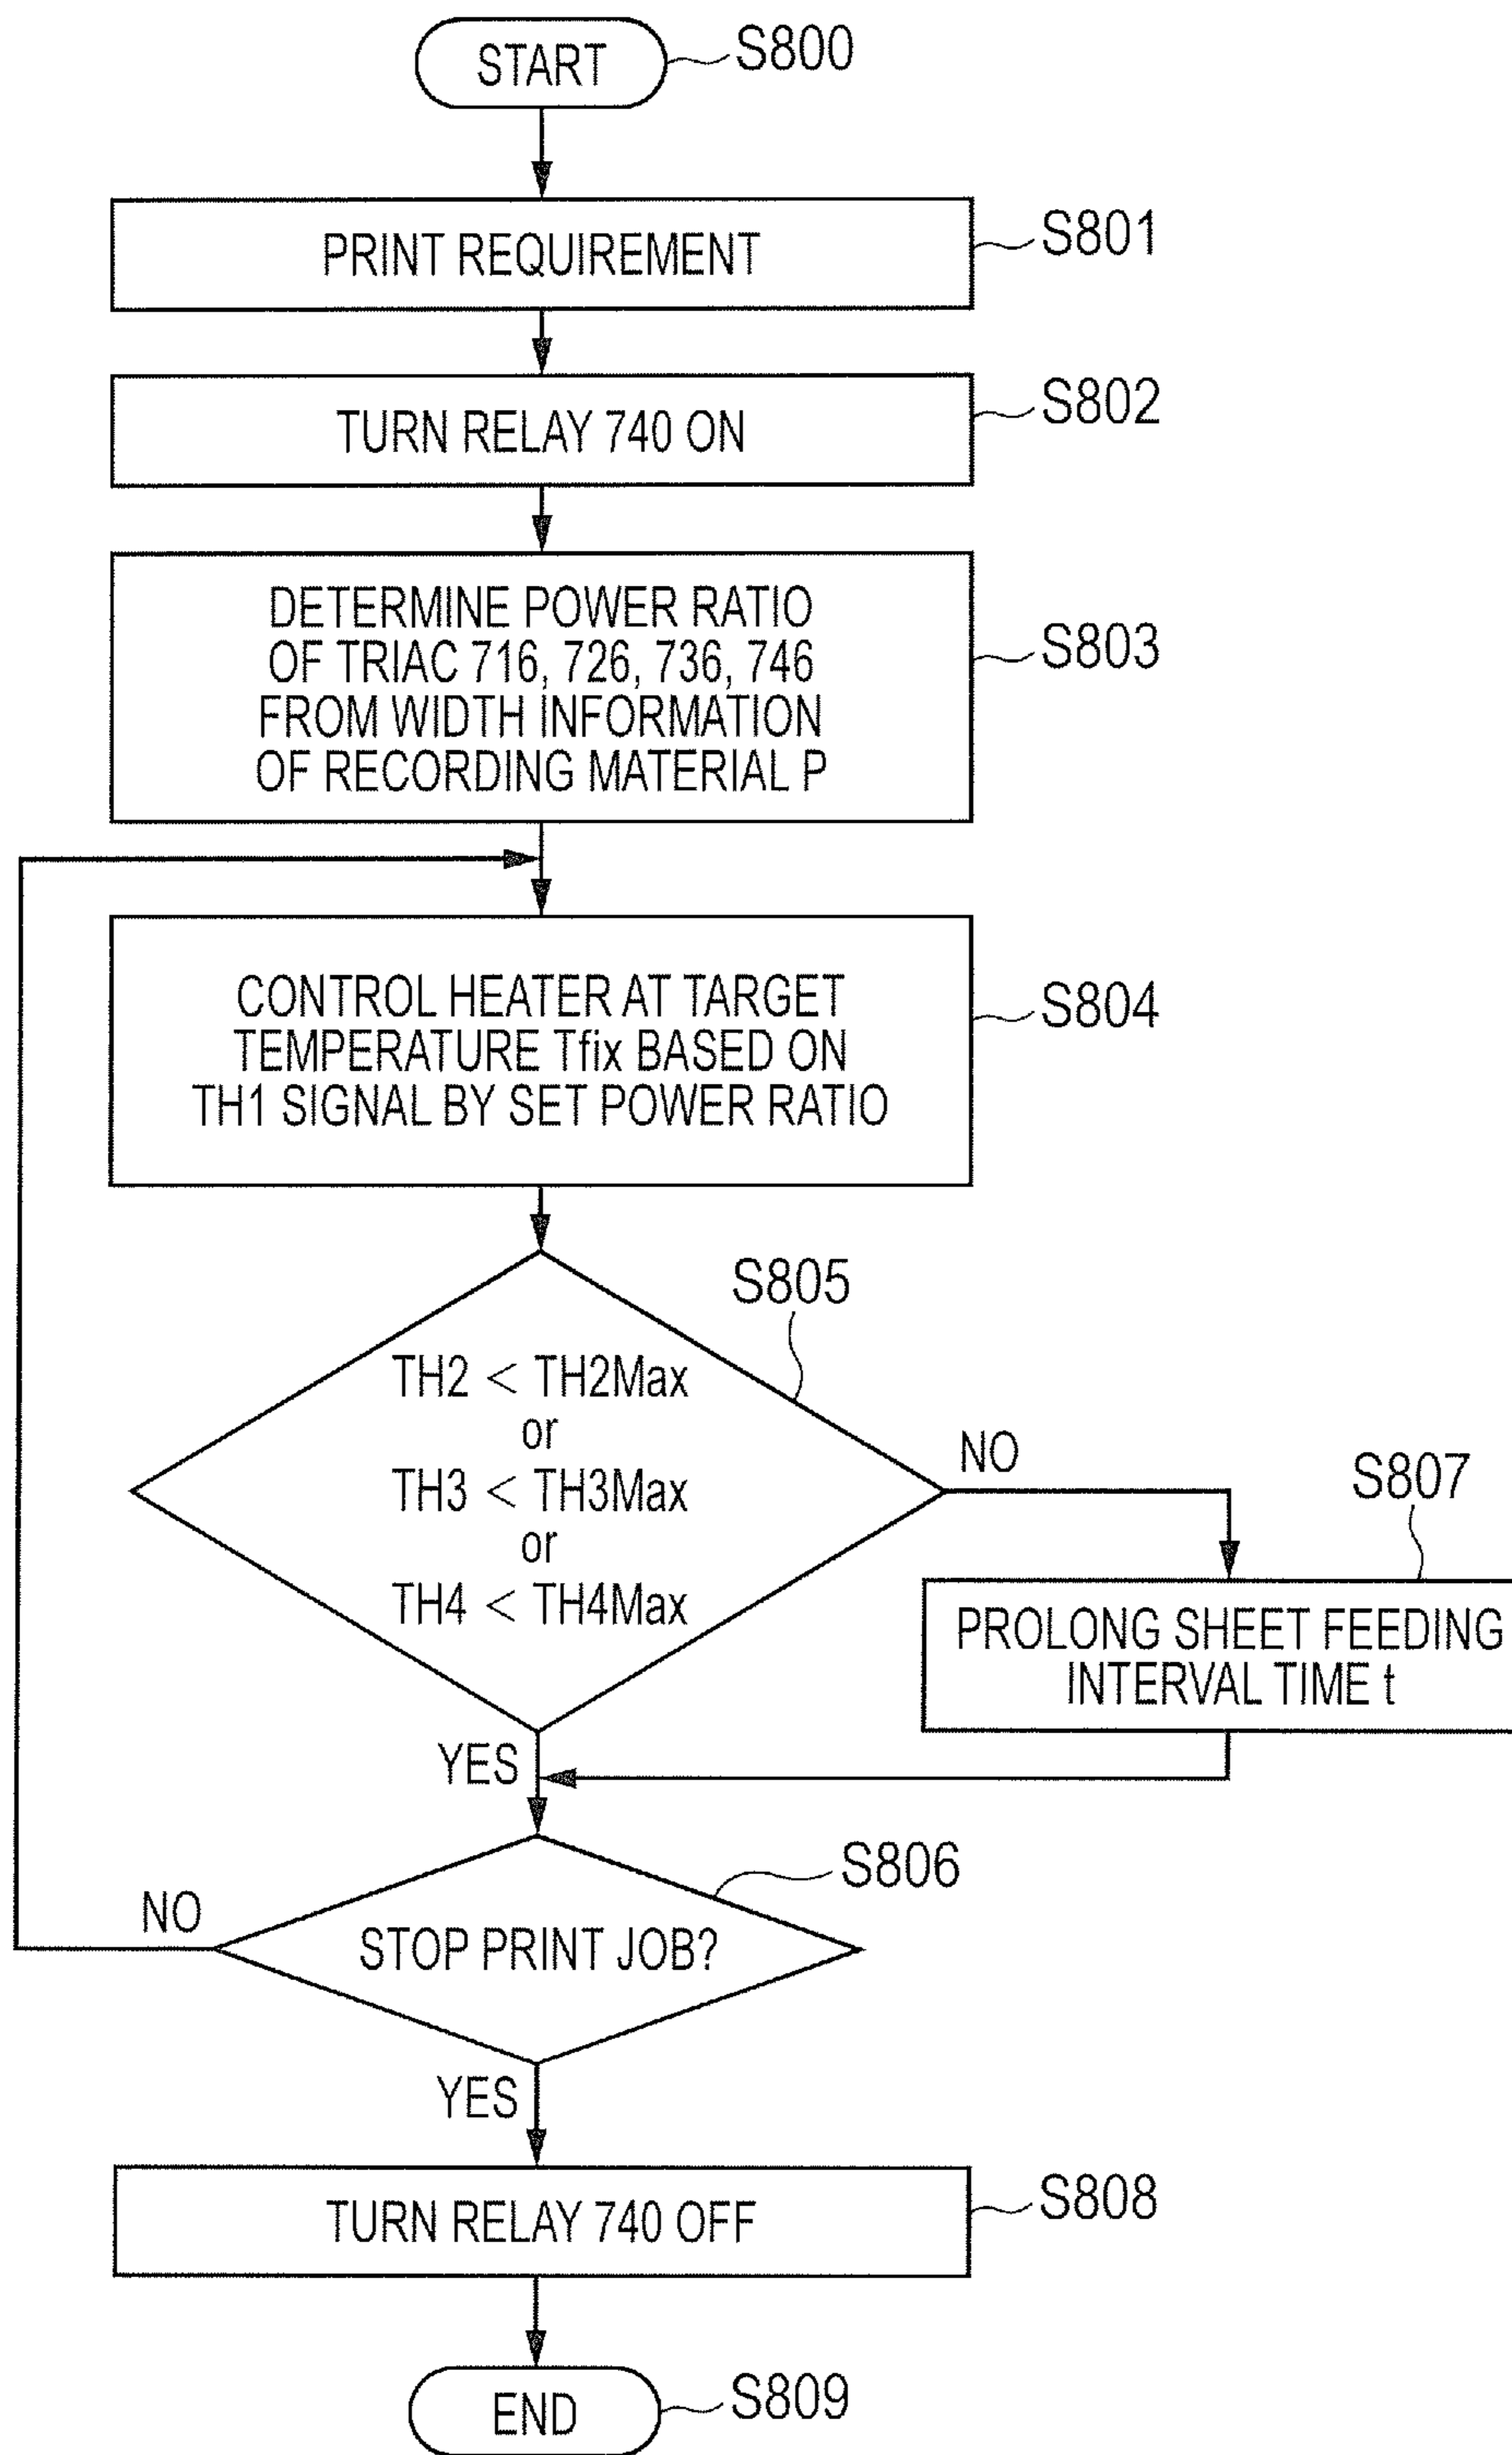 START
S800
PRINT REQUIREMENT
S801
TURN RELAY 740 ON
S802
DETERMINE POWER RATIO
OF TRIAC 716, 726, 736, 746
FROM WIDTH INFORMATION
OF RECORDING MATERIAL P
S803
CONTROL HEATER AT TARGET
TEMPERATURE Tfix BASED ON
TH1 SIGNAL BY SET POWER RATIO
S804
S805
TH2 < TH2Max
or
TH3 < TH3Max
or
TH4 < TH4Max
NO
S807
PROLONG SHEET FEEDING
INTERVAL TIME t
YES
S806
NO
STOP PRINT JOB?
YES
TURN RELAY 740 OFF
S808
END
S809